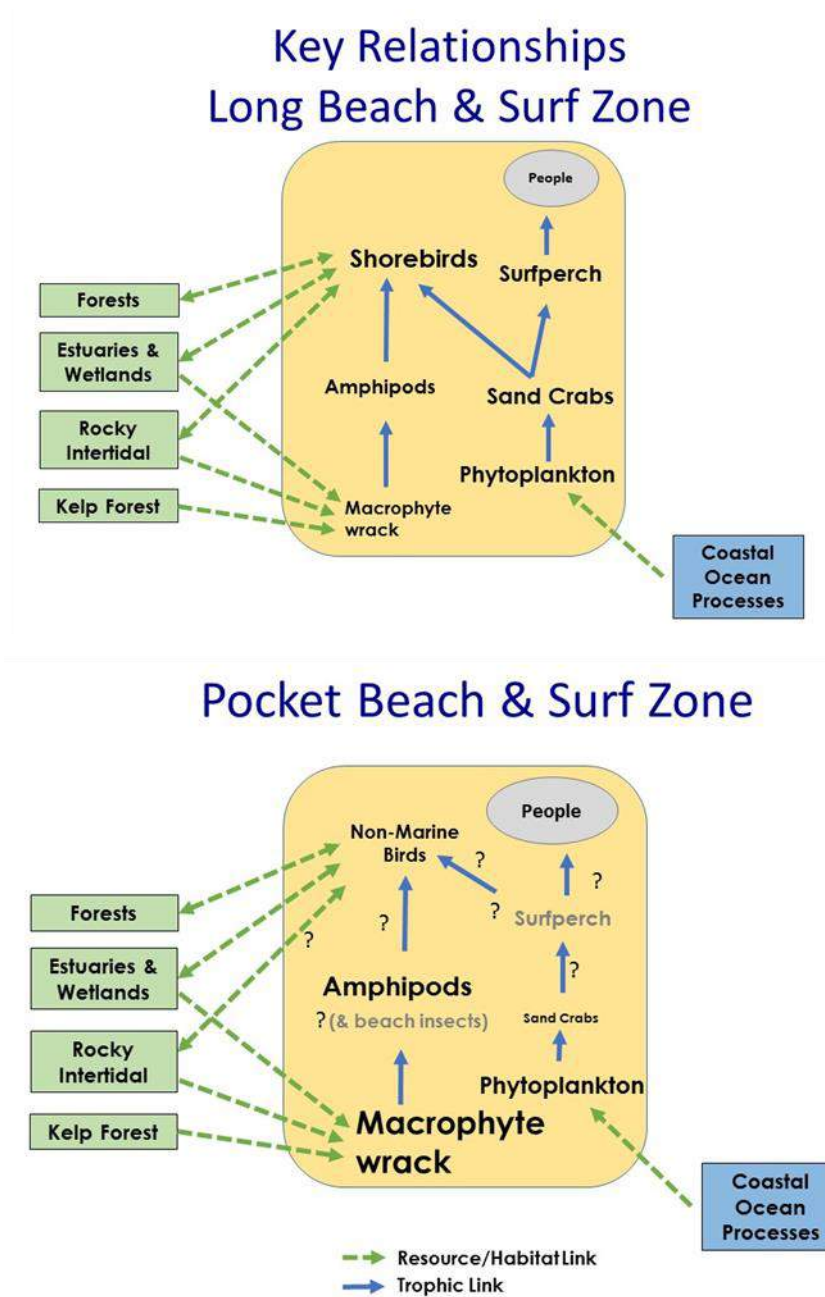 Key Relationships
Long Beach & Surf Zone
People
Shorebirds
Surfperch
Forests
Estuaries &
Wetlands
Amphipods
Sand Crabs
Rocky
Intertidal
Phytoplankton
Kelp Forest
Macrophyte
wrack
Coastal
Ocean
Processes
Pocket Beach & Surf Zone
People
Non-Marine
Birds
?
?
?
Forests
?
Surfperch
?
Estuaries &
Wetlands
?
Amphipods
? (& beach insects)
Sand Crabs
Rocky
Intertidal
Phytoplankton
Kelp Forest
Macrophyte
wrack
Coastal
Ocean
Processes
Resource/Habitat Link
Trophic Link